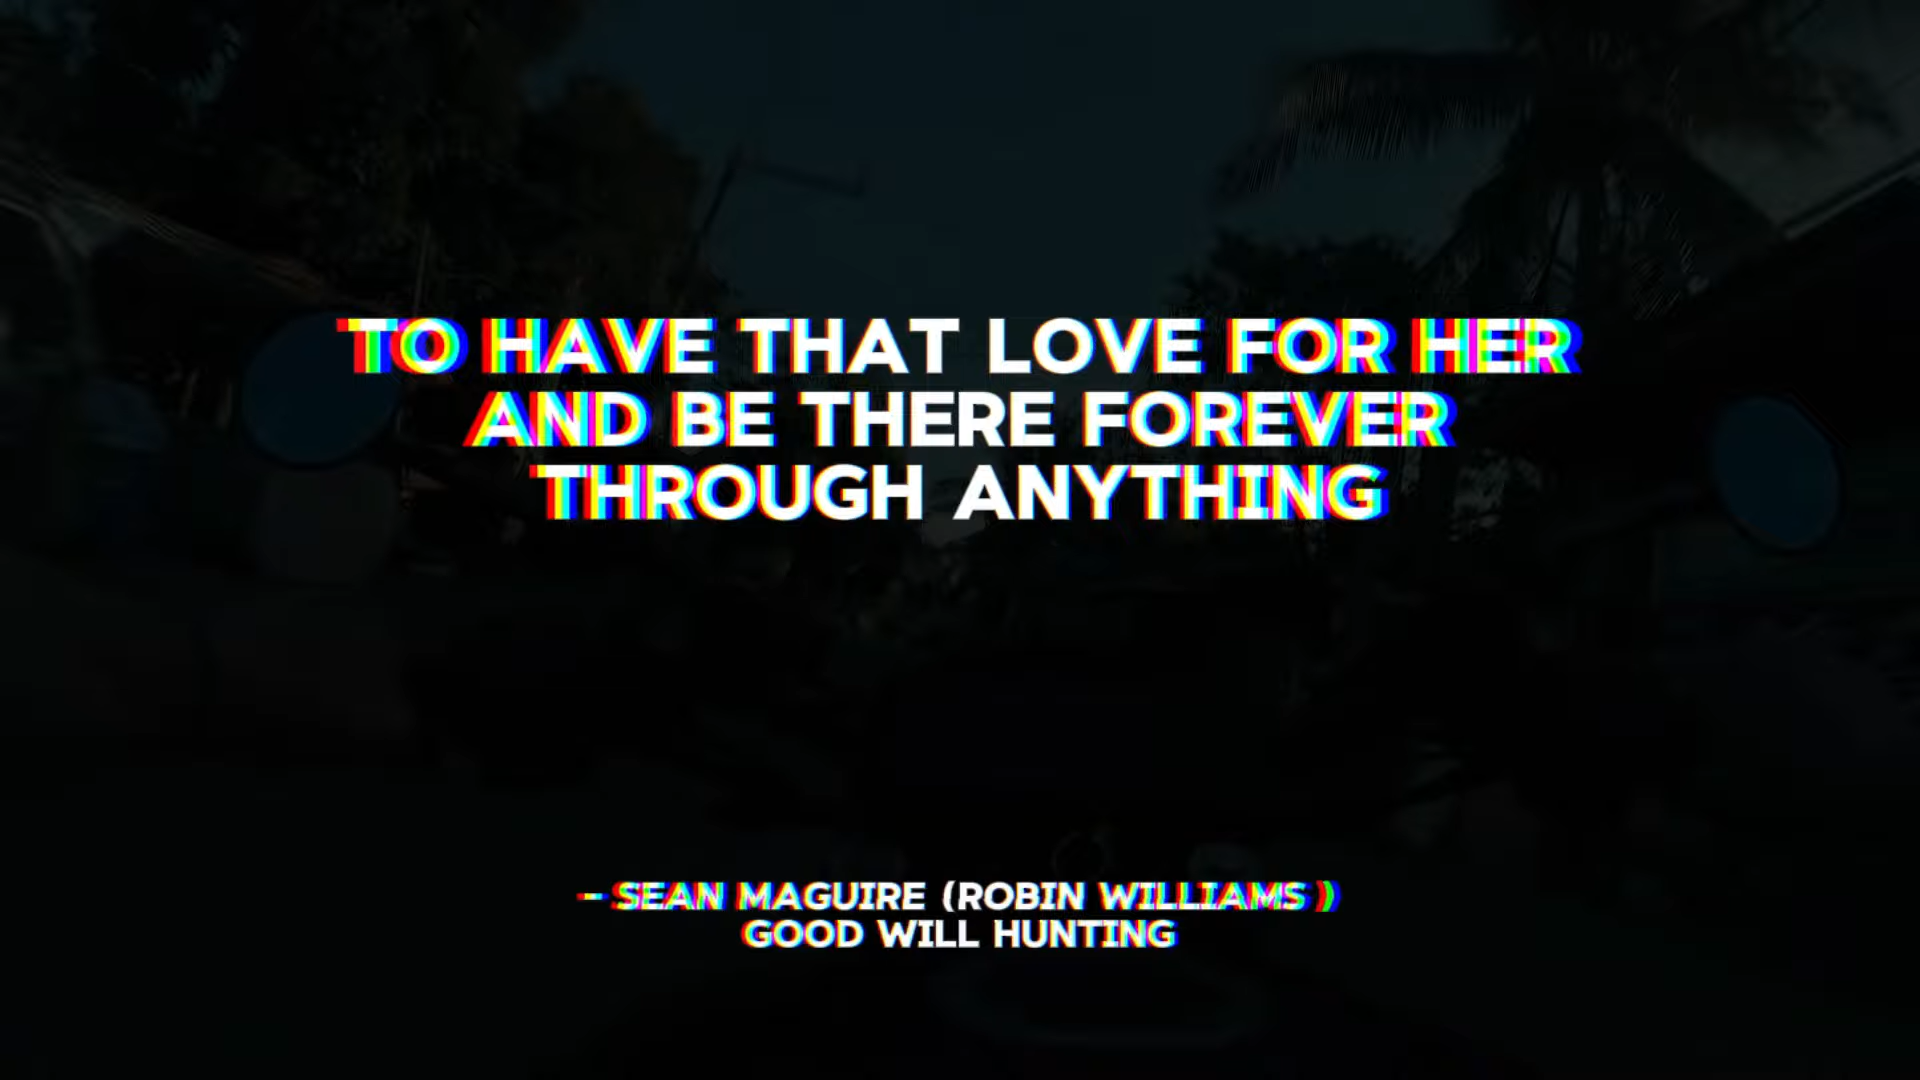 TO HAVE THAT LOVE FOR HER
AND BE THERE FOREVER
THROUGH ANYTHING
- SEAN MAGUIRE (ROBIN WILLIAMS )
GOOD WILL HUNTING